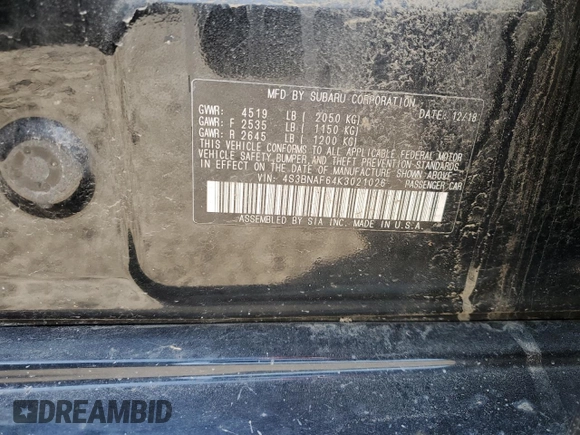 MFD BY SUBARU CORPORATION DATE: 12/18
GVWR: 4519 LB ( 2050 KG)
GAWR: F 2535 LB ( 1150 KG)
GAWR: R 2645 LB ( 1200 KG)
THIS VEHICLE CONFORMS TO ALL APPLICABLE FEDERAL MOTOR
VEHICLE SAFETY, BUMPER, AND THEFT PREVENTION STANDARDS
IN EFFECT ON THE DATE OF MANUFACTURE SHOWN ABOVE.
VIN: 4S3BNAF64K3021026 PASSENGER CAR
ASSEMBLED BY SIA INC. MADE IN U.S.A.
DREAMBID